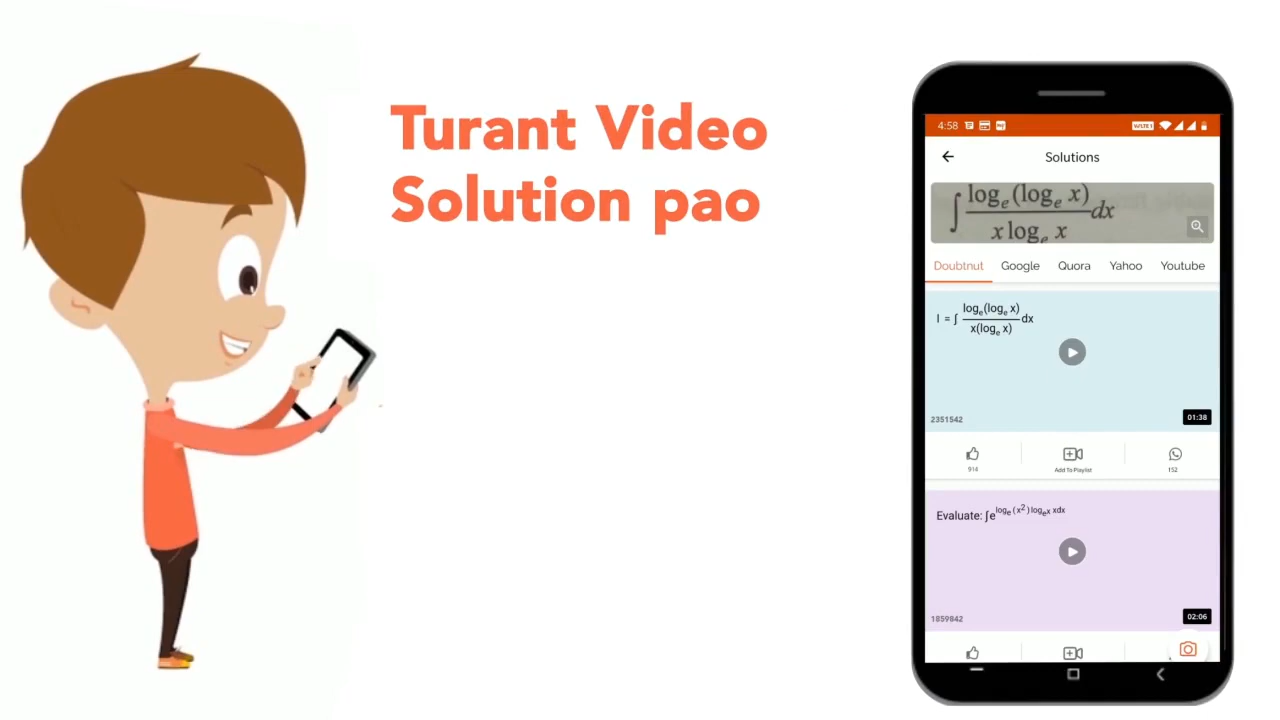 Turant Video
Solution pao
4:58
VoLTE1
Solutions
∫ logₑ(logₑ x) / x logₑ x dx
Doubtnut Google Quora Yahoo Youtube
I = ∫ logₑ(logₑ x) / x(logₑ x) dx
2351542 01:38
914 Add To Playlist 152
Evaluate: ∫e^logₑ(x²)logₑx xdx
1859842 02:06